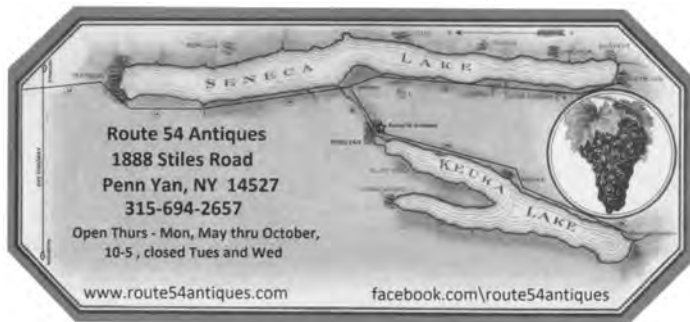 SENECA LAKE
Route 54 Antiques
1888 Stiles Road
Penn Yan, NY 14527
315-694-2657
Open Thurs - Mon, May thru October,
10-5 , closed Tues and Wed
KEUKA LAKE
www.route54antiques.com
facebook.com\route54antiques